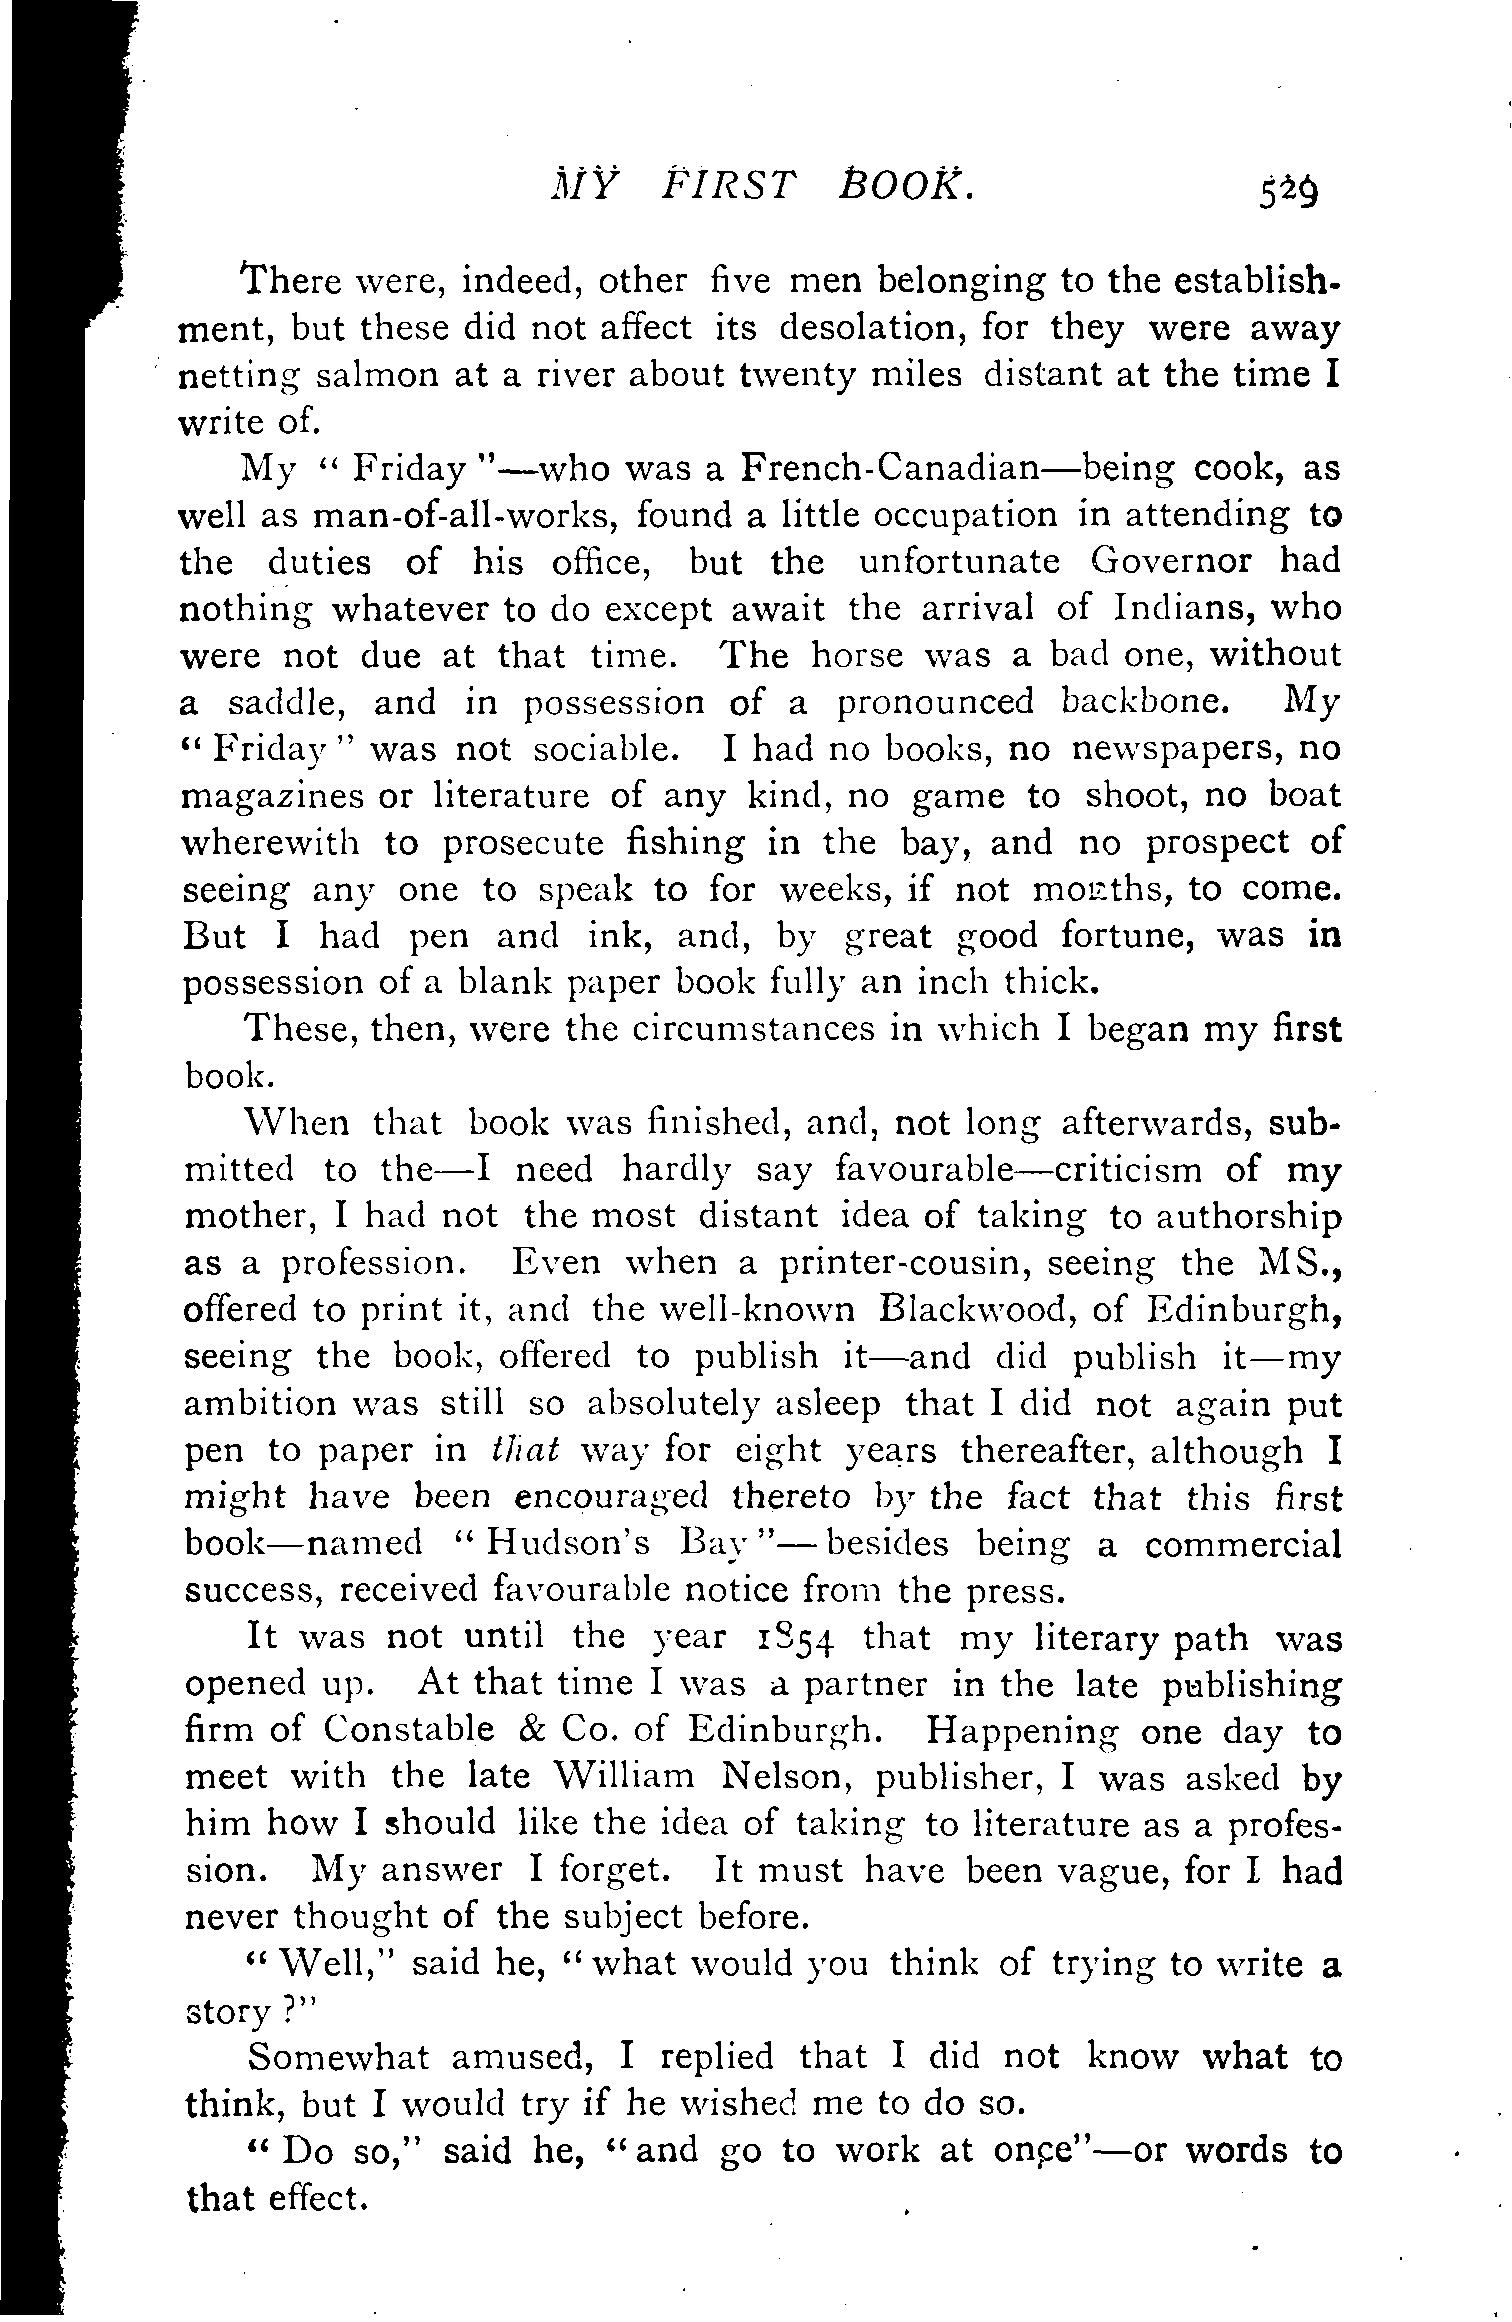 MY FIRST BOOK. 529
There were, indeed, other five men belonging to the establish-
ment, but these did not affect its desolation, for they were away
netting salmon at a river about twenty miles distant at the time I
write of.
My " Friday "—who was a French-Canadian—being cook, as
well as man-of-all-works, found a little occupation in attending to
the duties of his office, but the unfortunate Governor had
nothing whatever to do except await the arrival of Indians, who
were not due at that time. The horse was a bad one, without
a saddle, and in possession of a pronounced backbone. My
" Friday " was not sociable. I had no books, no newspapers, no
magazines or literature of any kind, no game to shoot, no boat
wherewith to prosecute fishing in the bay, and no prospect of
seeing any one to speak to for weeks, if not months, to come.
But I had pen and ink, and, by great good fortune, was in
possession of a blank paper book fully an inch thick.
These, then, were the circumstances in which I began my first
book.
When that book was finished, and, not long afterwards, sub-
mitted to the—I need hardly say favourable—criticism of my
mother, I had not the most distant idea of taking to authorship
as a profession. Even when a printer-cousin, seeing the MS.,
offered to print it, and the well-known Blackwood, of Edinburgh,
seeing the book, offered to publish it—and did publish it—my
ambition was still so absolutely asleep that I did not again put
pen to paper in that way for eight years thereafter, although I
might have been encouraged thereto by the fact that this first
book—named " Hudson's Bay "— besides being a commercial
success, received favourable notice from the press.
It was not until the year 1854 that my literary path was
opened up. At that time I was a partner in the late publishing
firm of Constable & Co. of Edinburgh. Happening one day to
meet with the late William Nelson, publisher, I was asked by
him how I should like the idea of taking to literature as a profes-
sion. My answer I forget. It must have been vague, for I had
never thought of the subject before.
" Well," said he, " what would you think of trying to write a
story ?"
Somewhat amused, I replied that I did not know what to
think, but I would try if he wished me to do so.
" Do so," said he, " and go to work at once"—or words to
that effect.